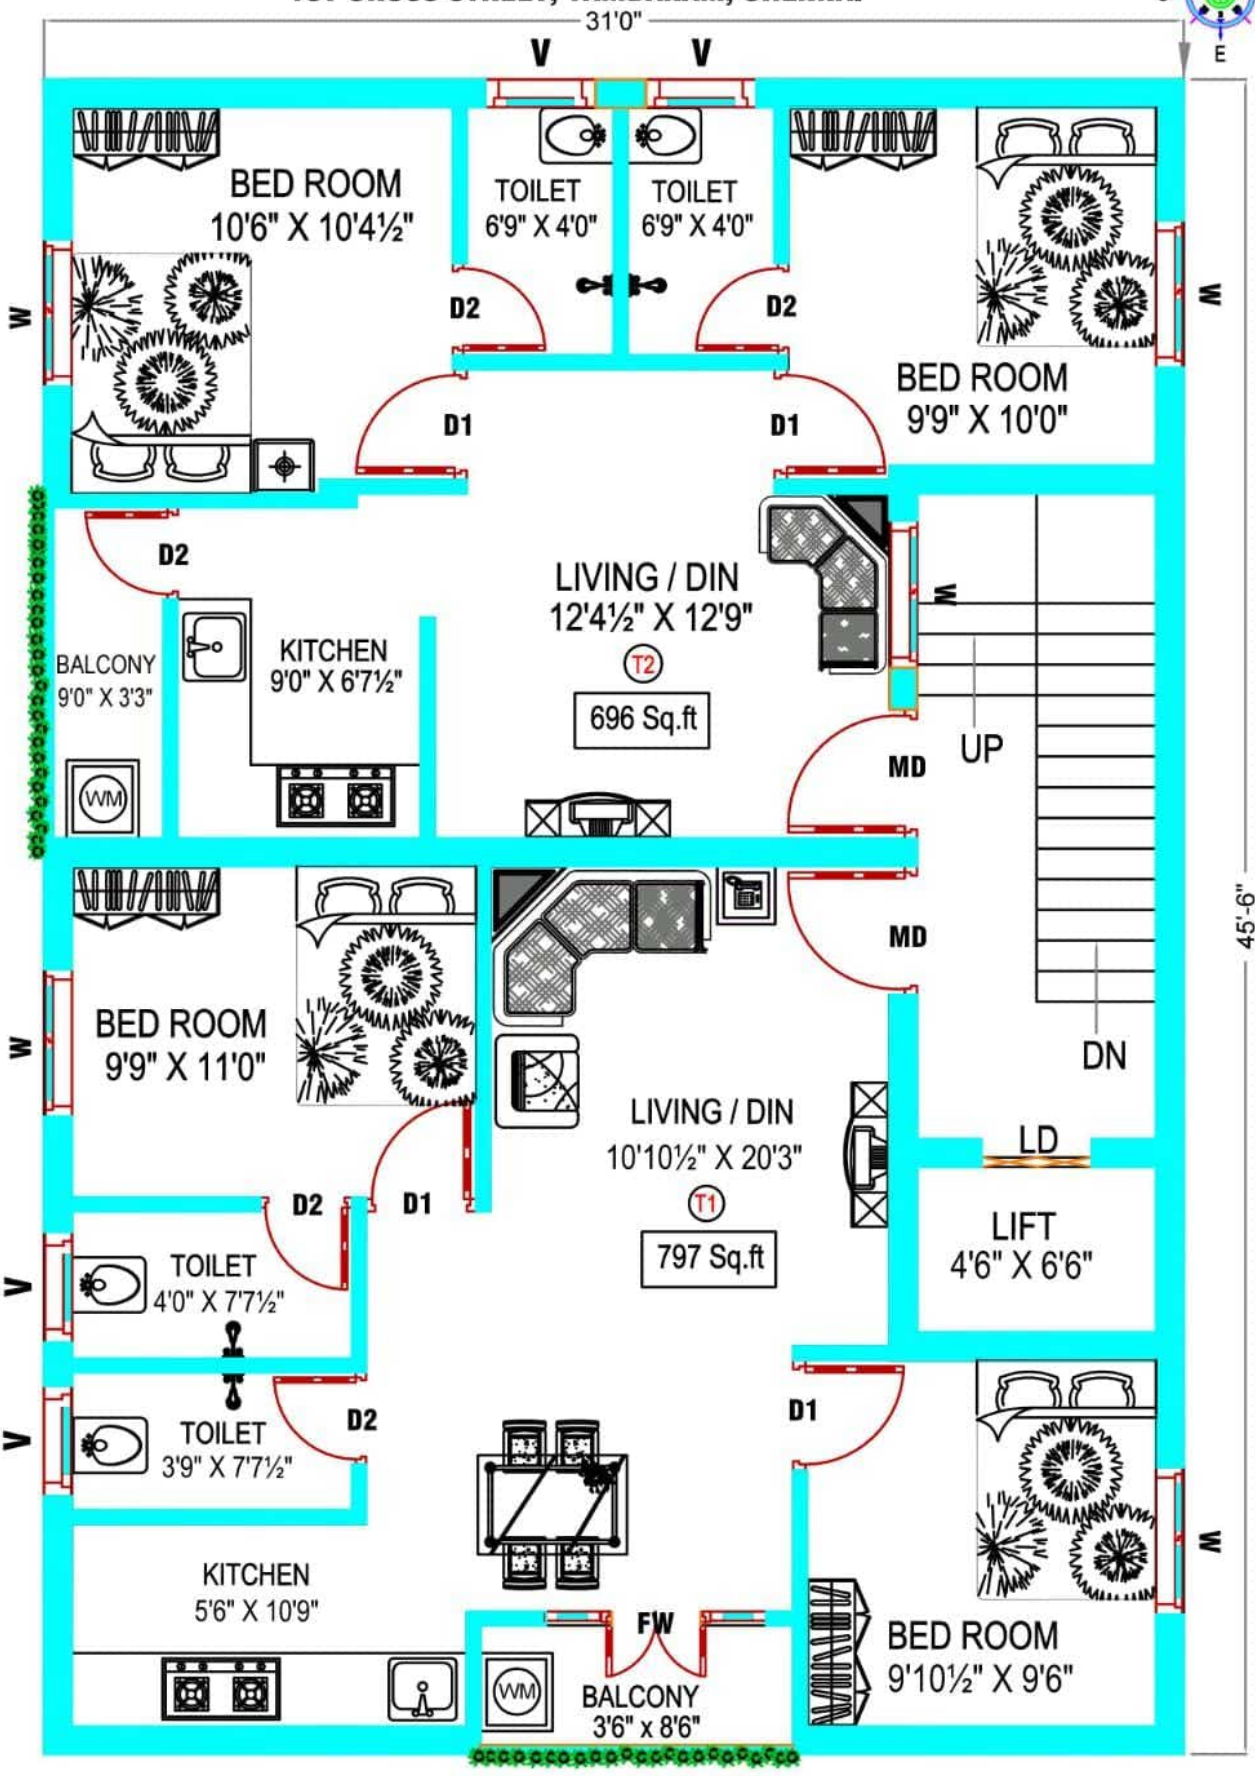 31'0"
E
V
V
BED ROOM
10'6" X 10'4½"
TOILET
6'9" X 4'0"
TOILET
6'9" X 4'0"
W
D2
D2
W
BED ROOM
9'9" X 10'0"
D1
D1
D2
LIVING / DIN
12'4½" X 12'9"
W
KITCHEN
9'0" X 6'7½"
BALCONY
9'0" X 3'3"
T2
696 Sq.ft
UP
MD
WM
45'-6"
MD
BED ROOM
9'9" X 11'0"
W
DN
LIVING / DIN
10'10½" X 20'3"
LD
D2
D1
T1
797 Sq.ft
LIFT
4'6" X 6'6"
TOILET
4'0" X 7'7½"
V
D1
D2
TOILET
3'9" X 7'7½"
V
W
KITCHEN
5'6" X 10'9"
FW
BED ROOM
9'10½" X 9'6"
WM
BALCONY
3'6" x 8'6"